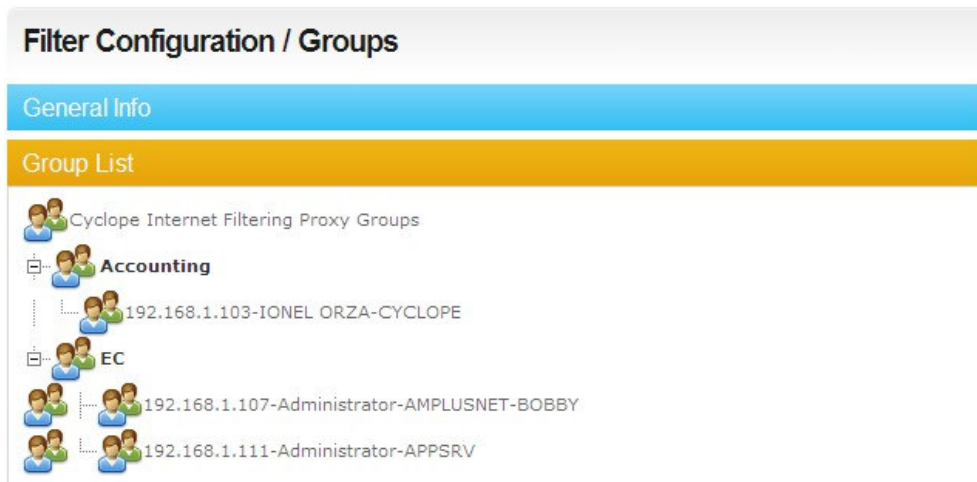 Filter Configuration / Groups
General Info
Group List
Cyclope Internet Filtering Proxy Groups
Accounting
192.168.1.103-IONEL ORZA-CYCLOPE
EC
192.168.1.107-Administrator-AMPLUSNET-BOBBY
192.168.1.111-Administrator-APPSRV